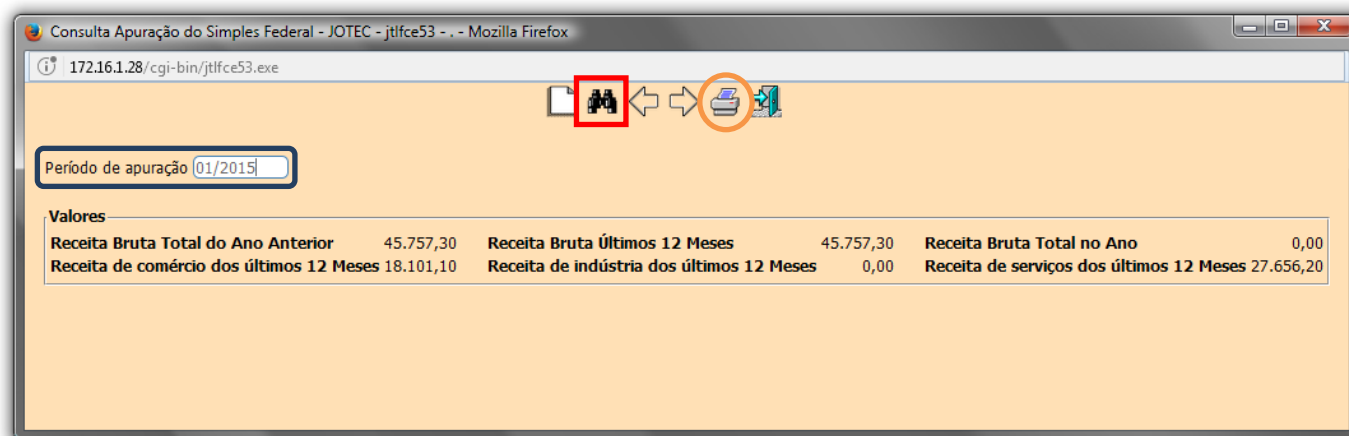 Consulta Apuração do Simples Federal - JOTEC - jtlfce53 - . - Mozilla Firefox
172.16.1.28/cgi-bin/jtlfce53.exe
Período de apuração 01/2015
Valores
Receita Bruta Total do Ano Anterior 45.757,30 Receita Bruta Últimos 12 Meses 45.757,30 Receita Bruta Total no Ano 0,00
Receita de comércio dos últimos 12 Meses 18.101,10 Receita de indústria dos últimos 12 Meses 0,00 Receita de serviços dos últimos 12 Meses 27.656,20